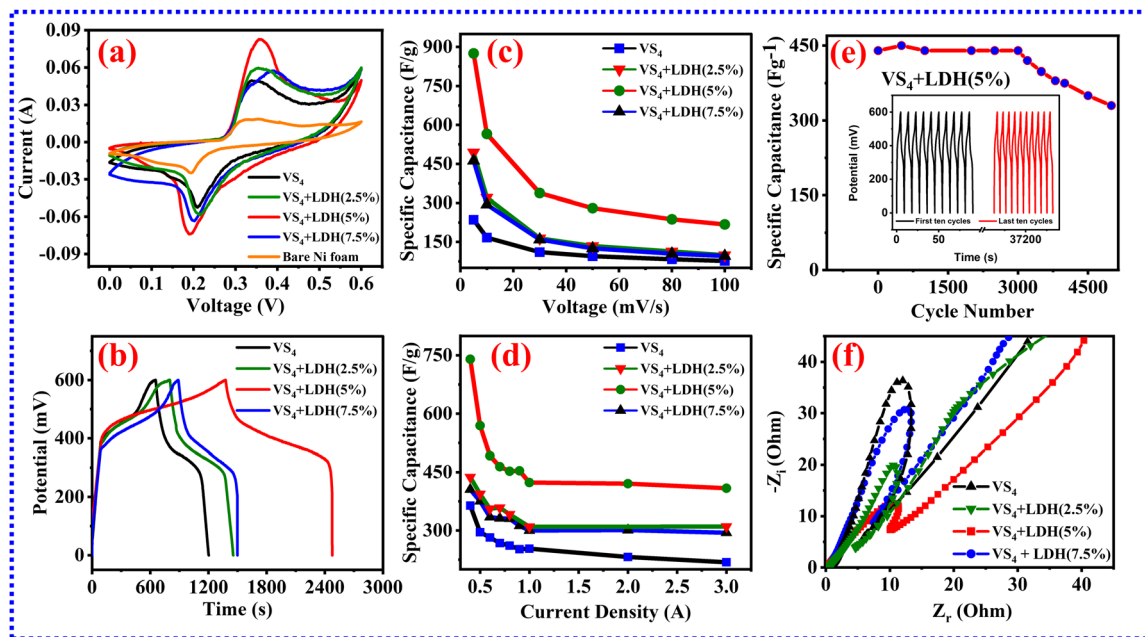 (a)
0.09
0.06
0.03
0.00
-0.03
-0.06
-0.09
Current (A)
VS4
VS4+LDH(2.5%)
VS4+LDH(5%)
VS4+LDH(7.5%)
Bare Ni foam
0.0 0.1 0.2 0.3 0.4 0.5 0.6
Voltage (V)
(c)
900
750
600
450
300
150
Specific Capacitance (F/g)
VS4
VS4+LDH(2.5%)
VS4+LDH(5%)
VS4+LDH(7.5%)
0 20 40 60 80 100
Voltage (mV/s)
(e)
450
300
150
0
Specific Capacitance (Fg-1)
VS4+LDH(5%)
600
400
200
0
Potential (mV)
First ten cycles
Last ten cycles
0 50 37200
Time (s)
0 1500 3000 4500
Cycle Number
(b)
600
400
200
0
Potential (mV)
VS4
VS4+LDH(2.5%)
VS4+LDH(5%)
VS4+LDH(7.5%)
0 600 1200 1800 2400 3000
Time (s)
(d)
750
600
450
300
Specific Capacitance (F/g)
VS4
VS4+LDH(2.5%)
VS4+LDH(5%)
VS4+LDH(7.5%)
0.5 1.0 1.5 2.0 2.5 3.0
Current Density (A)
(f)
40
30
20
10
0
-Zi (Ohm)
VS4
VS4+LDH(2.5%)
VS4+LDH(5%)
VS4 + LDH(7.5%)
0 10 20 30 40
Zr (Ohm)